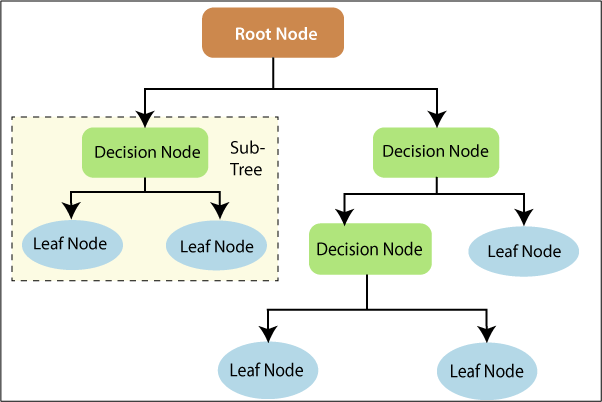 Root Node
Decision Node
Sub-
Tree
Decision Node
Leaf Node
Leaf Node
Decision Node
Leaf Node
Leaf Node
Leaf Node